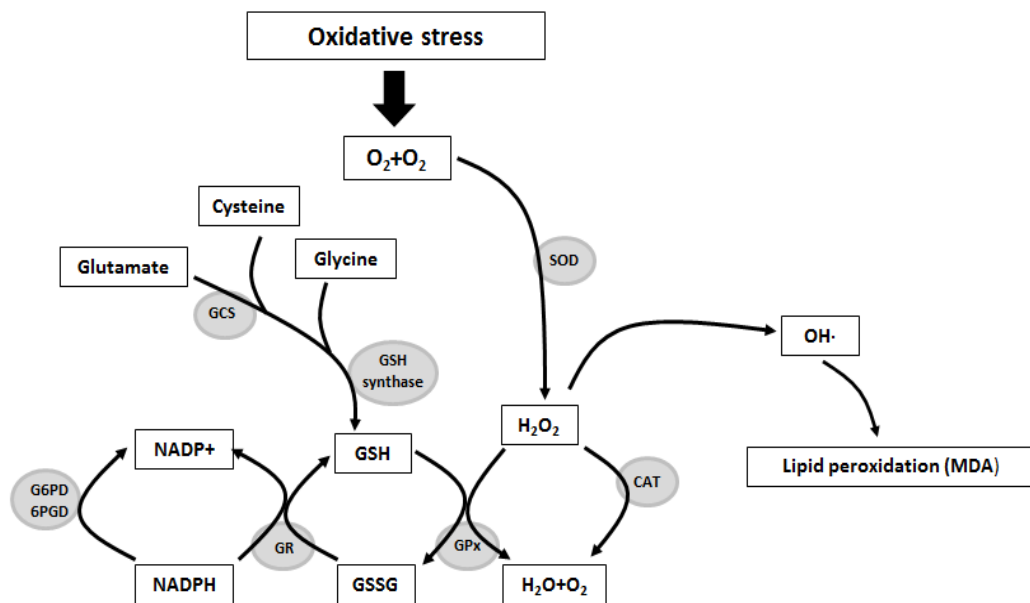 Oxidative stress
O₂+O₂
Cysteine
Glycine
Glutamate
SOD
GCS
OH·
GSH
synthase
H₂O₂
NADP+
GSH
Lipid peroxidation (MDA)
CAT
G6PD
6PGD
GR
GPx
NADPH
GSSG
H₂O+O₂